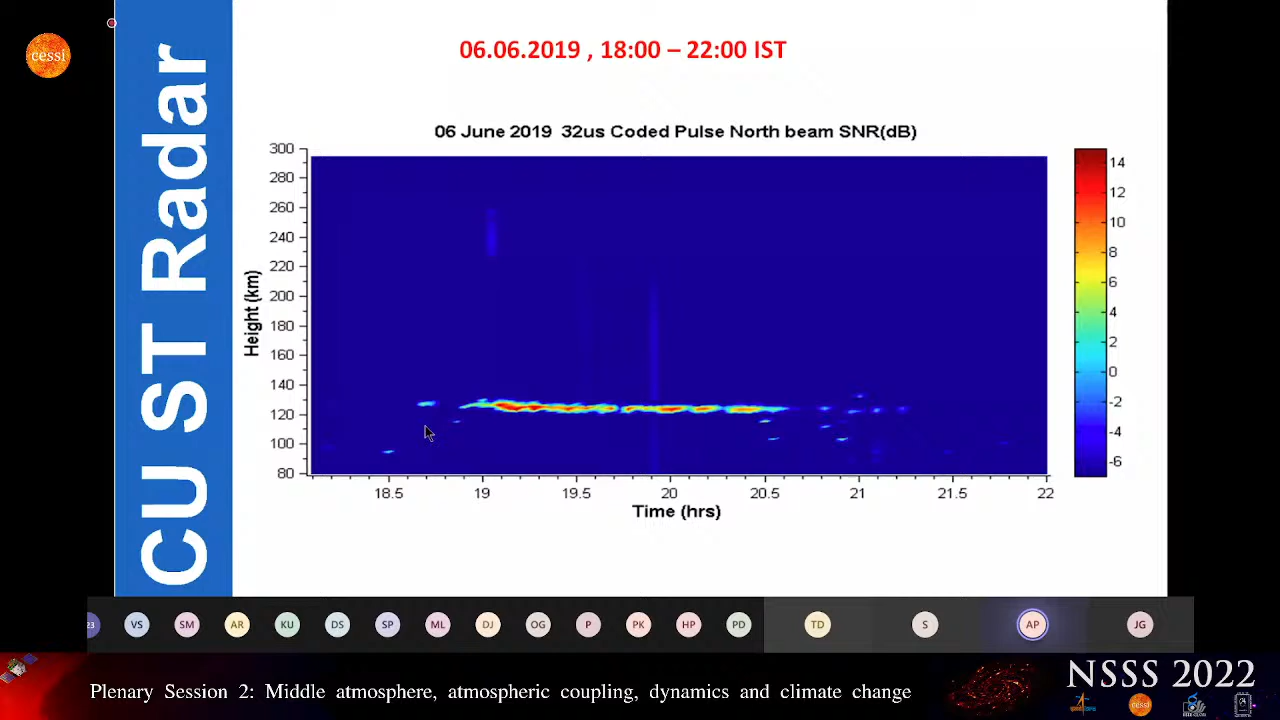 cessi
CU ST Radar
06.06.2019 , 18:00 – 22:00 IST
06 June 2019 32us Coded Pulse North beam SNR(dB)
Height (km)
300
280
260
240
220
200
180
160
140
120
100
80
18.5 19 19.5 20 20.5 21 21.5 22
Time (hrs)
14
12
10
8
6
4
2
0
-2
-4
-6
23 VS SM AR KU DS SP ML DJ OG P PK HP PD TD S AP JG
Plenary Session 2: Middle atmosphere, atmospheric coupling, dynamics and climate change
NSSS 2022
cessi